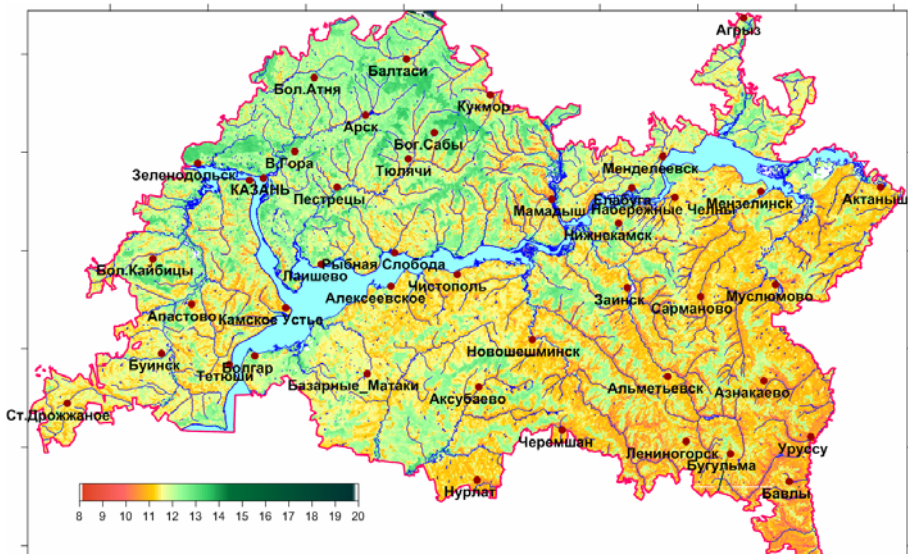 Агрыз
Балтаси
Бол.Атня
Кукмор
Арск
Бог.Сабы
В.Гора
Тюлячи
Менделеевск
Зеленодольск
КАЗАНЬ
Пестрецы
Елабуга
Мензелинск
Актаныш
Мамадыш
Набережные Челны
Нижнекамск
Бол.Кайбицы
Рыбная Слобода
Лаишево
Чистополь
Алексеевское
Заинск
Муслюмово
Сарманово
Апастово
Камское Устье
Новошешминск
Буинск
Болгар
Тетюши
Базарные_Матаки
Альметьевск
Азнакаево
Аксубаево
Ст.Дрожжаное
Черемшан
Лениногорск
Уруссу
Бугульма
Нурлат
Бавлы
8 9 10 11 12 13 14 15 16 17 18 19 20